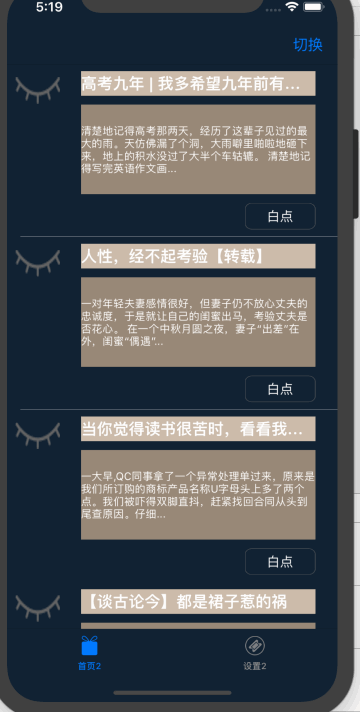 5:19
切换
高考九年 | 我多希望九年前有...
清楚地记得高考那两天，经历了这辈子见过的最
大的雨。天仿佛漏了个洞，大雨噼里啪啦地砸下
来，地上的积水没过了大半个车轱辘。 清楚地记
得写完英语作文画...
白点
人性，经不起考验【转载】
一对年轻夫妻感情很好，但妻子仍不放心丈夫的
忠诚度，于是就让自己的闺蜜出马，考验丈夫是
否花心。 在一个中秋月圆之夜，妻子“出差”在
外，闺蜜“偶遇”...
白点
当你觉得读书很苦时，看看我...
一大早,QC同事拿了一个异常处理单过来，原来是
我们所订购的商标产品名称U字母头上多了两个
点。我们被吓得双脚直抖，赶紧找回合同从头到
尾查原因。仔细...
白点
【谈古论今】都是裙子惹的祸
首页2
设置2